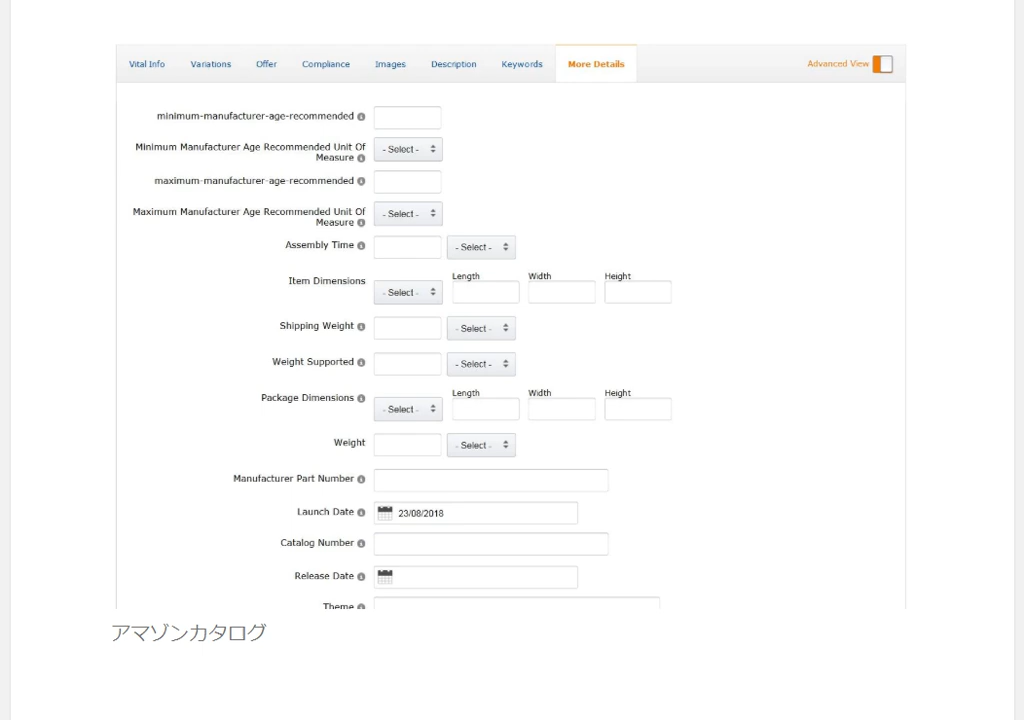 Vital Info Variations Offer Compliance Images Description Keywords More Details Advanced View
minimum-manufacturer-age-recommended
Minimum Manufacturer Age Recommended Unit Of
Measure
- Select -
maximum-manufacturer-age-recommended
Maximum Manufacturer Age Recommended Unit Of
Measure
- Select -
Assembly Time - Select -
Item Dimensions - Select - Length Width Height
Shipping Weight - Select -
Weight Supported - Select -
Package Dimensions - Select - Length Width Height
Weight - Select -
Manufacturer Part Number
Launch Date 23/08/2018
Catalog Number
Release Date
Theme
アマゾンカタログ